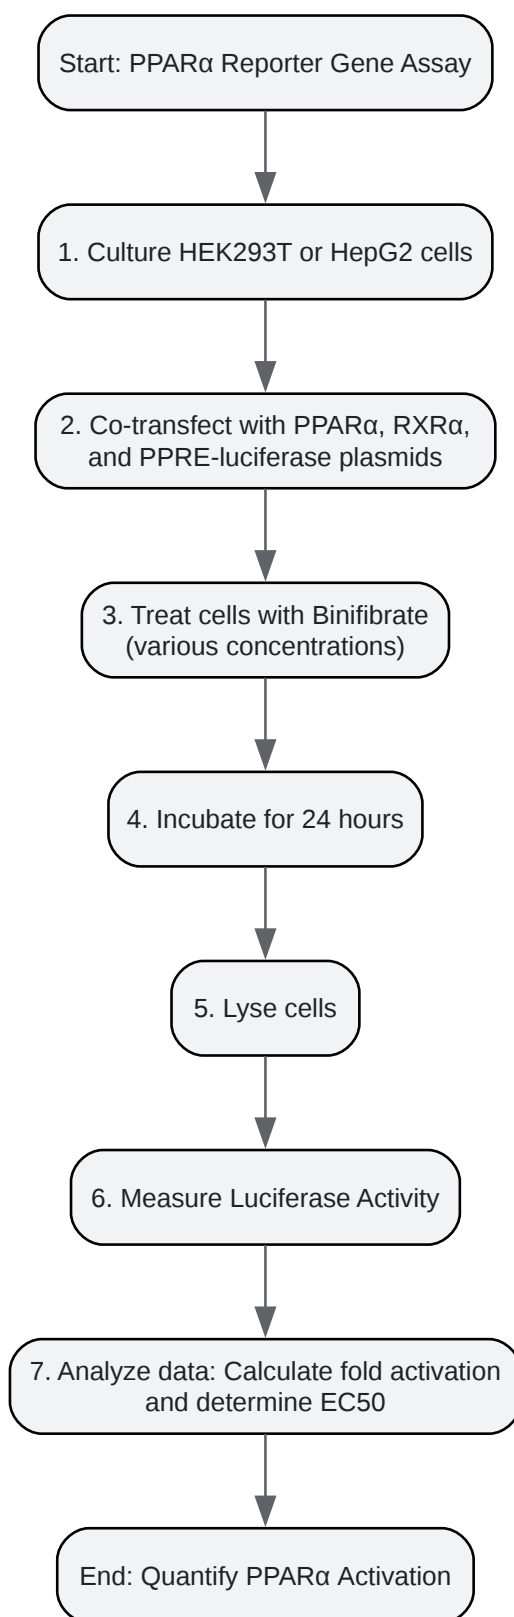 Start: PPARα Reporter Gene Assay
1. Culture HEK293T or HepG2 cells
2. Co-transfect with PPARα, RXRα,
and PPRE-luciferase plasmids
3. Treat cells with Binifibrate
(various concentrations)
4. Incubate for 24 hours
5. Lyse cells
6. Measure Luciferase Activity
7. Analyze data: Calculate fold activation
and determine EC50
End: Quantify PPARα Activation